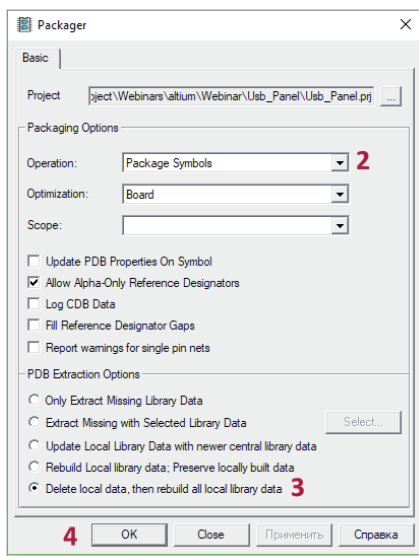 Packager
Basic
Project oject\Webinars\altium\Webinar\Usb_Panel\Usb_Panel.prj ...
Packaging Options
Operation: Package Symbols 2
Optimization: Board
Scope:
Update PDB Properties On Symbol
Allow Alpha-Only Reference Designators
Log CDB Data
Fill Reference Designator Gaps
Report warnings for single pin nets
PDB Extraction Options
Only Extract Missing Library Data
Extract Missing with Selected Library Data Select...
Update Local Library Data with newer central library data
Rebuild Local library data; Preserve locally built data
Delete local data, then rebuild all local library data 3
4 OK Close Применить Справка